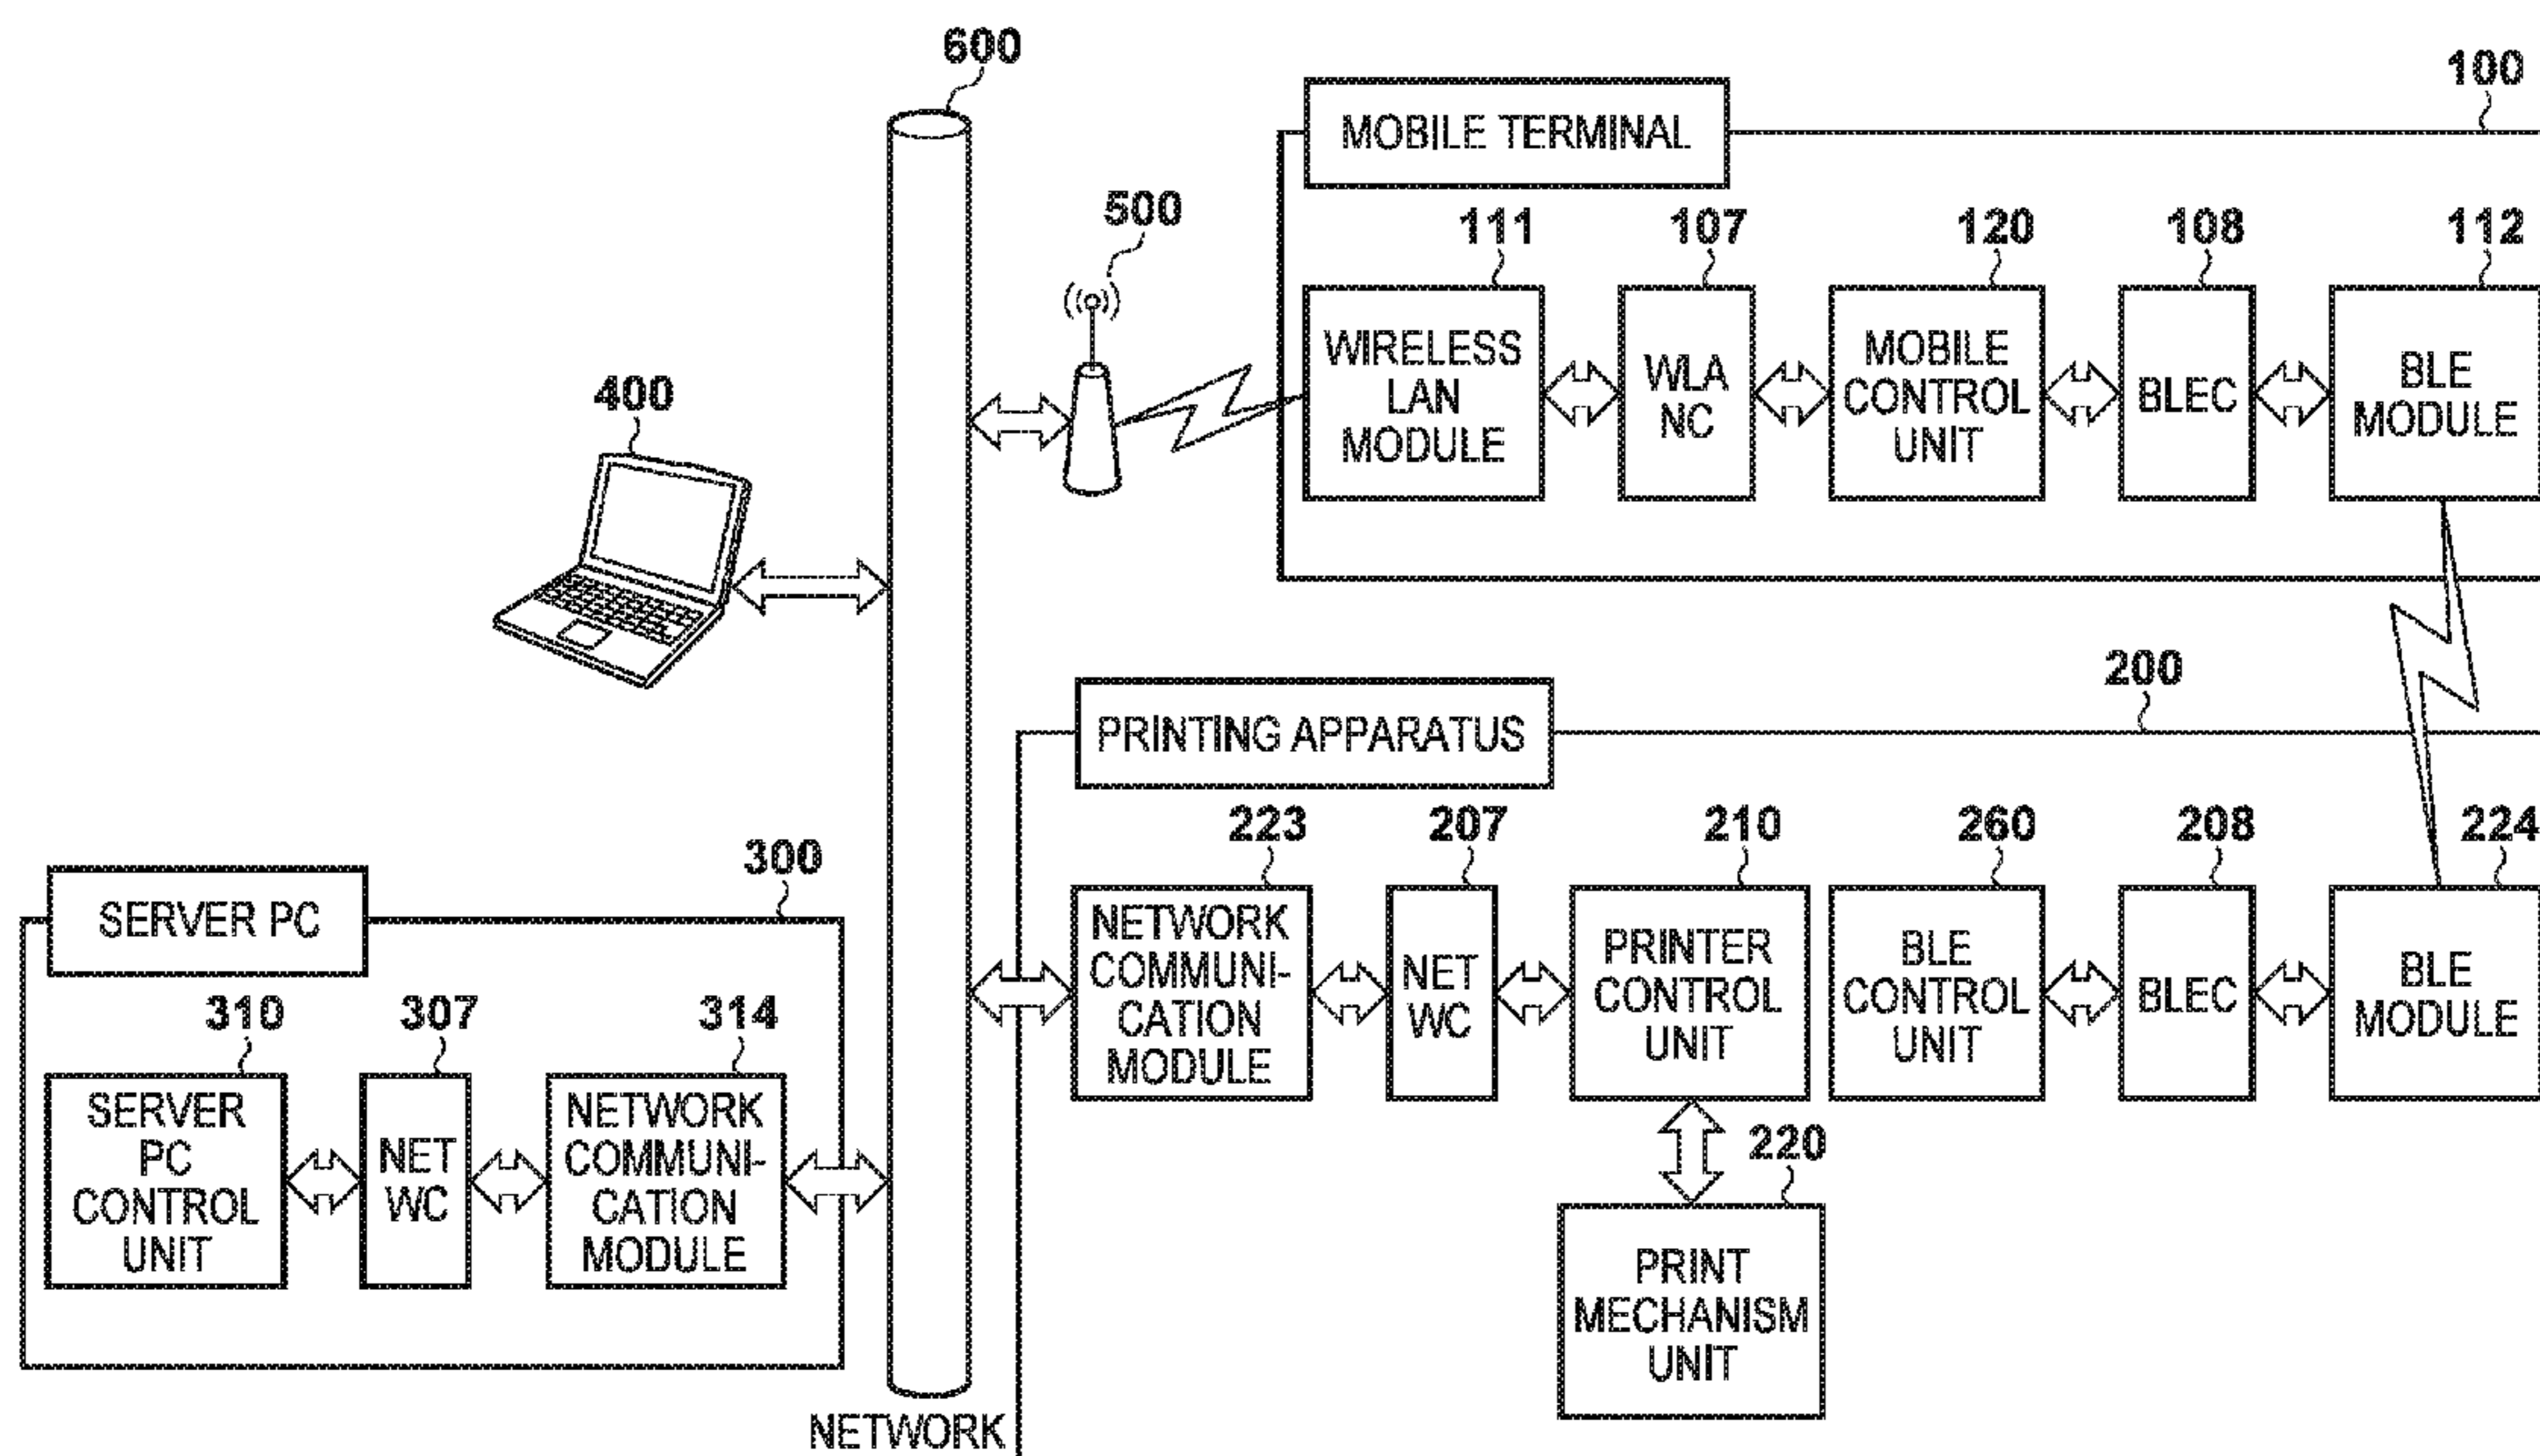 600
100
MOBILE TERMINAL
500
111
107
120
108
112
WIRELESS
LAN
MODULE
WLA
NC
MOBILE
CONTROL
UNIT
BLEC
BLE
MODULE
400
200
PRINTING APPARATUS
223
207
210
260
208
224
NETWORK
COMMUNI-
CATION
MODULE
NET
WC
PRINTER
CONTROL
UNIT
BLE
CONTROL
UNIT
BLEC
BLE
MODULE
300
SERVER PC
310
307
314
SERVER
PC
CONTROL
UNIT
NET
WC
NETWORK
COMMUNI-
CATION
MODULE
220
PRINT
MECHANISM
UNIT
NETWORK